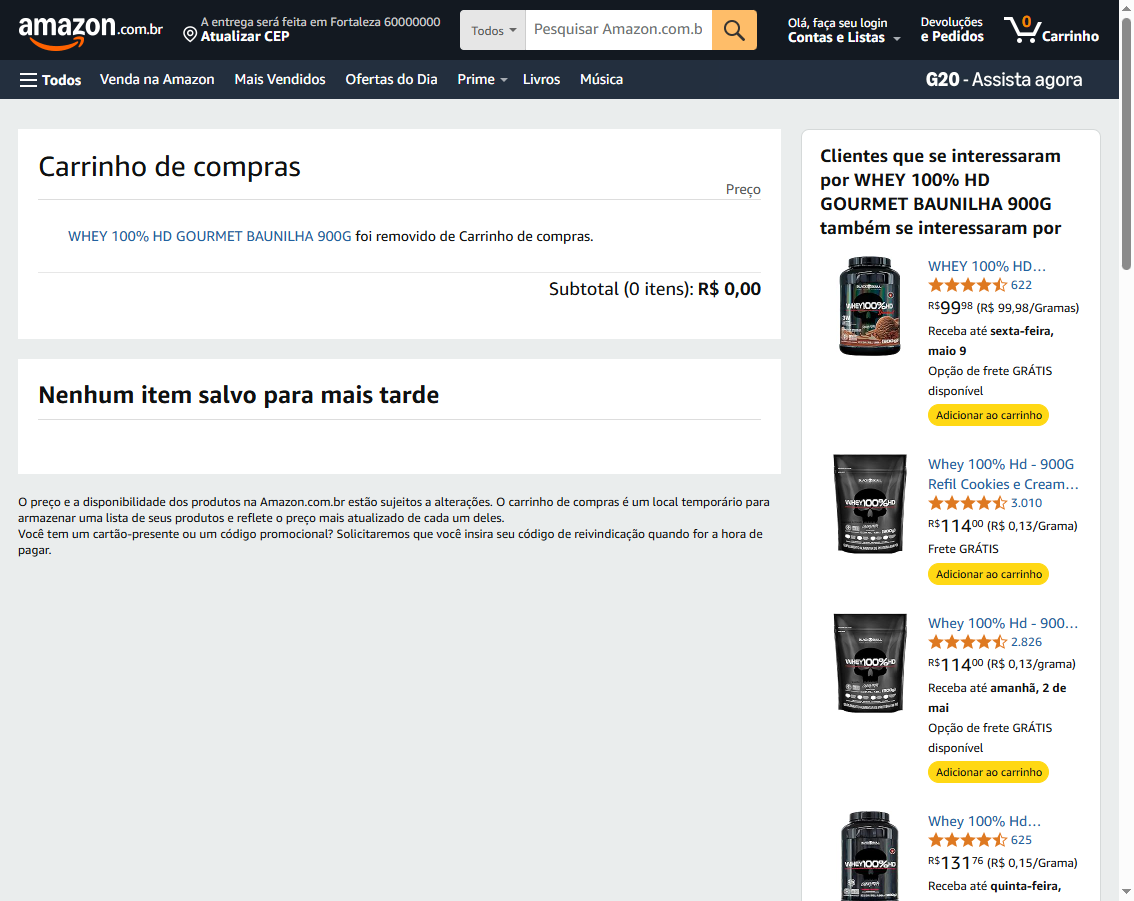 amazon.com.br
A entrega será feita em Fortaleza 60000000
Atualizar CEP
Todos
Pesquisar Amazon.com.b
Olá, faça seu login
Contas e Listas
Devoluções
e Pedidos
0
Carrinho
Todos
Venda na Amazon
Mais Vendidos
Ofertas do Dia
Prime
Livros
Música
G20 - Assista agora
Carrinho de compras
Preço
WHEY 100% HD GOURMET BAUNILHA 900G foi removido de Carrinho de compras.
Subtotal (0 itens): R$ 0,00
Nenhum item salvo para mais tarde
O preço e a disponibilidade dos produtos na Amazon.com.br estão sujeitos a alterações. O carrinho de compras é um local temporário para
armazenar uma lista de seus produtos e reflete o preço mais atualizado de cada um deles.
Você tem um cartão-presente ou um código promocional? Solicitaremos que você insira seu código de reivindicação quando for a hora de
pagar.
Clientes que se interessaram
por WHEY 100% HD
GOURMET BAUNILHA 900G
também se interessaram por
WHEY 100% HD…
622
R$9998 (R$ 99,98/Gramas)
Receba até sexta-feira,
maio 9
Opção de frete GRÁTIS
disponível
Adicionar ao carrinho
Whey 100% Hd - 900G
Refil Cookies e Cream…
3.010
R$11400 (R$ 0,13/Grama)
Frete GRÁTIS
Adicionar ao carrinho
Whey 100% Hd - 900…
2.826
R$11400 (R$ 0,13/grama)
Receba até amanhã, 2 de
mai
Opção de frete GRÁTIS
disponível
Adicionar ao carrinho
Whey 100% Hd…
625
R$13176 (R$ 0,15/Grama)
Receba até quinta-feira,